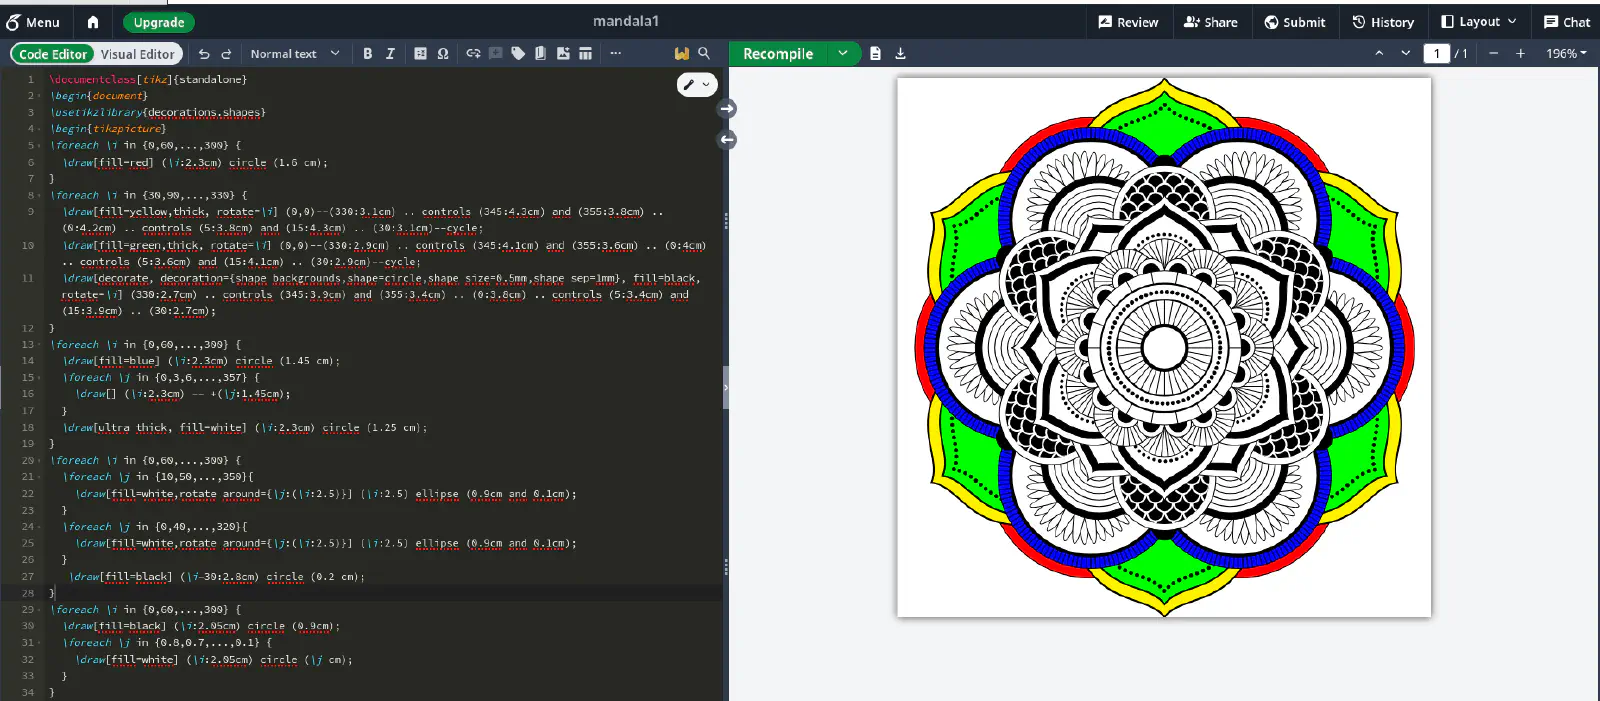 Menu
Upgrade
mandala1
Review
Share
Submit
History
Layout
Chat
Code Editor Visual Editor
Normal text
B I Ω
Recompile
1 / 1
196%
1 \documentclass[tikz]{standalone}
2 \begin{document}
3 \usetikzlibrary{decorations.shapes}
4 \begin{tikzpicture}
5 \foreach \i in {0,60,...,300} {
6 \draw[fill=red] (\i:2.3cm) circle (1.6 cm);
7 }
8 \foreach \i in {30,90,...,330} {
9 \draw[fill=yellow,thick, rotate=\i] (0,0)--(330:3.1cm) .. controls (345:4.3cm) and (355:3.8cm) ..
(0:4.2cm) .. controls (5:3.8cm) and (15:4.3cm) .. (30:3.1cm)--cycle;
10 \draw[fill=green,thick, rotate=\i] (0,0)--(330:2.9cm) .. controls (345:4.1cm) and (355:3.6cm) .. (0:4cm)
.. controls (5:3.6cm) and (15:4.1cm) .. (30:2.9cm)--cycle;
11 \draw[decorate, decoration={shape backgrounds,shape=circle,shape size=0.5mm,shape sep=1mm}, fill=black,
rotate=\i] (330:2.7cm) .. controls (345:3.9cm) and (355:3.4cm) .. (0:3.8cm) .. controls (5:3.4cm) and
(15:3.9cm) .. (30:2.7cm);
12 }
13 \foreach \i in {0,60,...,300} {
14 \draw[fill=blue] (\i:2.3cm) circle (1.45 cm);
15 \foreach \j in {0,3,6,...,357} {
16 \draw[] (\i:2.3cm) -- +(\j:1.45cm);
17 }
18 \draw[ultra thick, fill=white] (\i:2.3cm) circle (1.25 cm);
19 }
20 \foreach \i in {0,60,...,300} {
21 \foreach \j in {10,50,...,350}{
22 \draw[fill=white,rotate around={\j:(\i:2.5)}] (\i:2.5) ellipse (0.9cm and 0.1cm);
23 }
24 \foreach \j in {0,40,...,320}{
25 \draw[fill=white,rotate around={\j:(\i:2.5)}] (\i:2.5) ellipse (0.9cm and 0.1cm);
26 }
27 \draw[fill=black] (\i-30:2.8cm) circle (0.2 cm);
28 }
29 \foreach \i in {0,60,...,300} {
30 \draw[fill=black] (\i:2.05cm) circle (0.9cm);
31 \foreach \j in {0.8,0.7,...,0.1} {
32 \draw[fill=white] (\i:2.05cm) circle (\j cm);
33 }
34 }